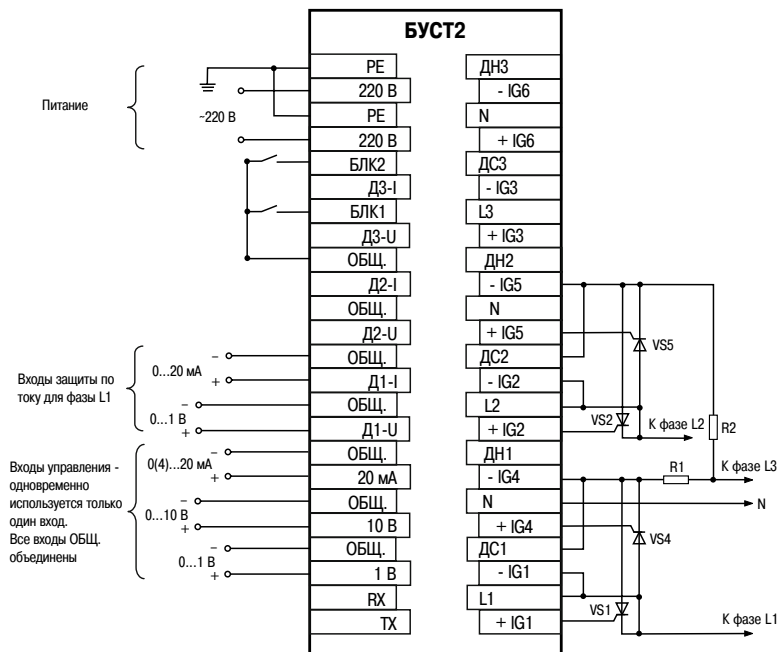 БУСТ2
Питание
~220 В
Входы защиты по
току для фазы L1
0...20 мА
–
+
0...1 В
–
+
Входы управления -
одновременно
используется только
один вход.
Все входы ОБЩ.
объединены
0(4)...20 мА
–
+
0...10 В
–
+
0...1 В
–
+
PE
220 В
PE
220 В
БЛК2
Д3-I
БЛК1
Д3-U
ОБЩ.
Д2-I
ОБЩ.
Д2-U
ОБЩ.
Д1-I
ОБЩ.
Д1-U
ОБЩ.
20 мА
ОБЩ.
10 В
ОБЩ.
1 В
RX
TX
ДН3
- IG6
N
+ IG6
ДС3
- IG3
L3
+ IG3
ДН2
- IG5
N
+ IG5
ДС2
- IG2
L2
+ IG2
ДН1
- IG4
N
+ IG4
ДС1
- IG1
L1
+ IG1
VS5
VS2
К фазе L2
R2
R1
К фазе L3
N
VS4
VS1
К фазе L1